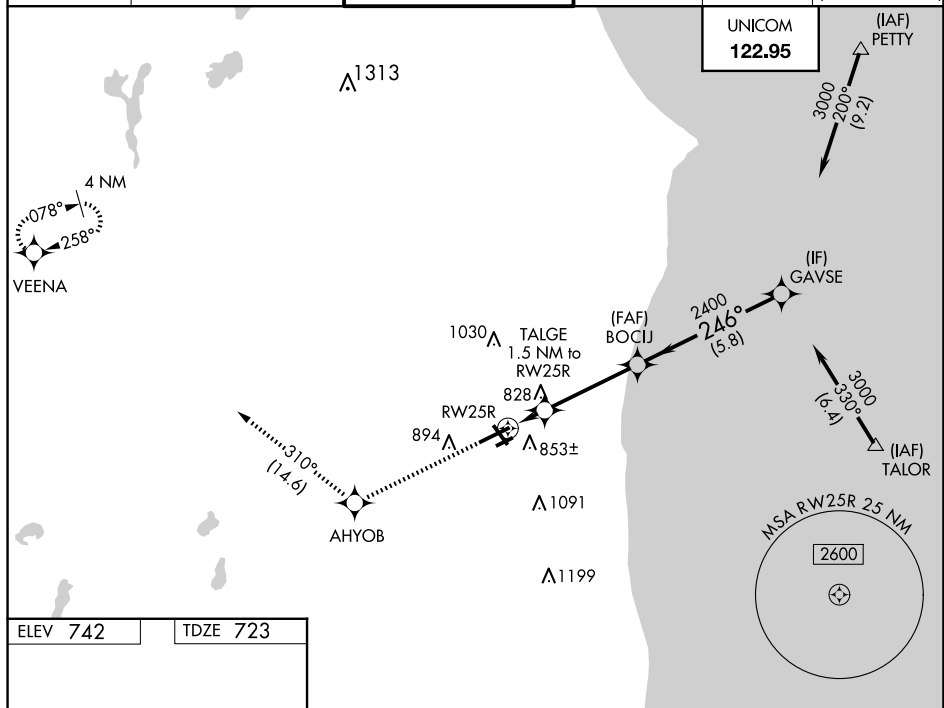 UNICOM
122.95
(IAF)
PETTY
3000
200°
(9.2)
1313
4 NM
078°
258°
VEENA
(IF)
GAVSE
2400
246°
(5.8)
(FAF)
BOCIJ
1030
TALGE
1.5 NM to
RW25R
828
RW25R
894
853±
3000
330°
(6.4)
(IAF)
TALOR
310°
(14.6)
AHYOB
1091
1199
MSA RW25R 25 NM
2600
ELEV 742
TDZE 723